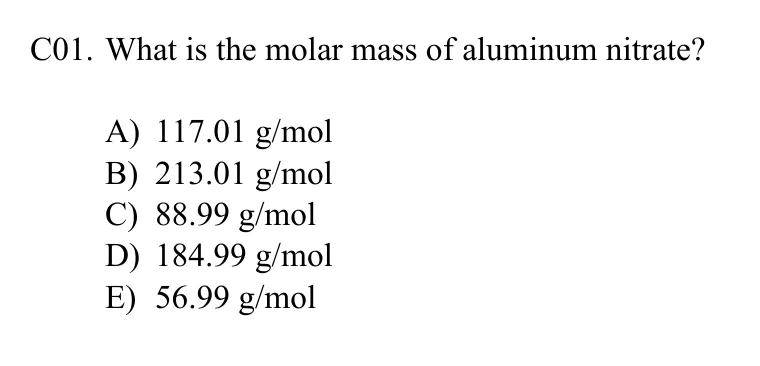 C01. What is the molar mass of aluminum nitrate?
A) 117.01 g/mol
B) 213.01 g/mol
C) 88.99 g/mol
D) 184.99 g/mol
E) 56.99 g/mol